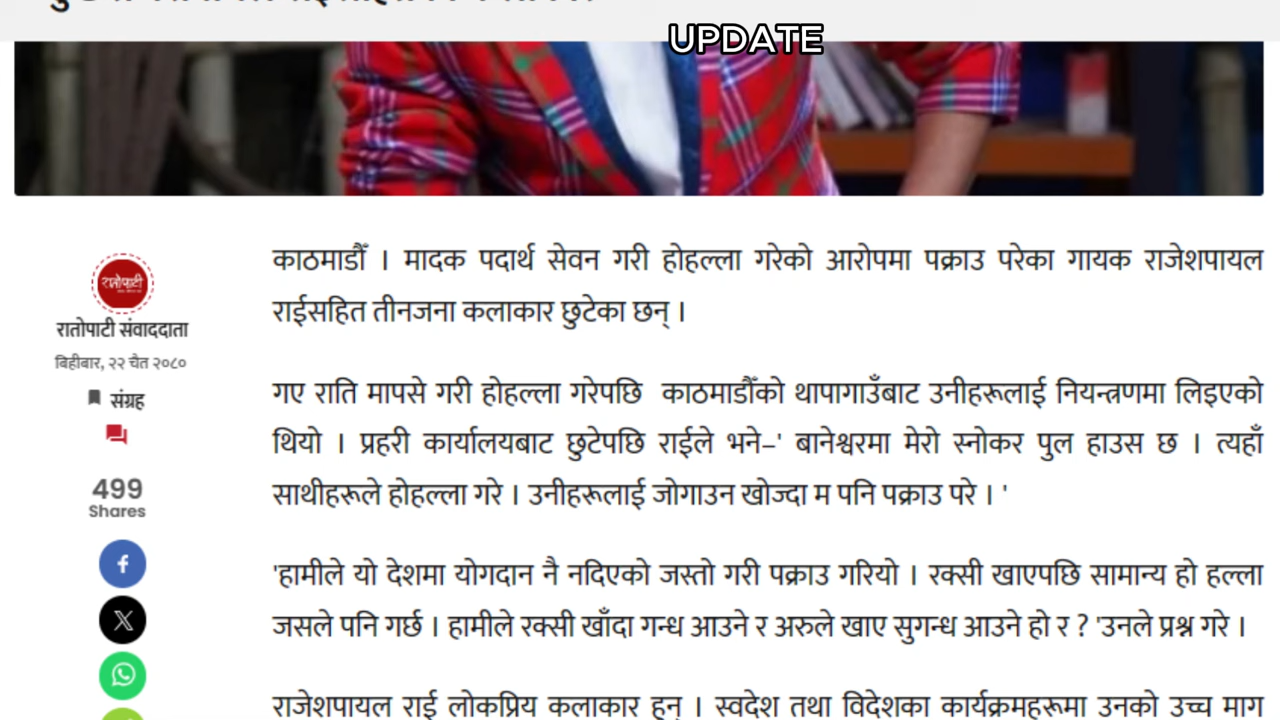 UPDATE
काठमाडौँ । मादक पदार्थ सेवन गरी होहल्ला गरेको आरोपमा पक्राउ परेका गायक राजेशपायल
राईसहित तीनजना कलाकार छुटेका छन् ।
रातोपाटी
रातोपाटी संवाददाता
बिहीबार, २२ चैत २०८०
संग्रह
499
Shares
गए राति मापसे गरी होहल्ला गरेपछि काठमाडौँको थापागाउँबाट उनीहरूलाई नियन्त्रणमा लिइएको
थियो । प्रहरी कार्यालयबाट छुटेपछि राईले भने–' बानेश्वरमा मेरो स्नोकर पुल हाउस छ । त्यहाँ
साथीहरूले होहल्ला गरे । उनीहरूलाई जोगाउन खोज्दा म पनि पक्राउ परे । '
'हामीले यो देशमा योगदान नै नदिएको जस्तो गरी पक्राउ गरियो । रक्सी खाएपछि सामान्य हो हल्ला
जसले पनि गर्छ । हामीले रक्सी खाँदा गन्ध आउने र अरुले खाए सुगन्ध आउने हो र ? 'उनले प्रश्न गरे ।
राजेशपायल राई लोकप्रिय कलाकार हुन् । स्वदेश तथा विदेशका कार्यक्रमहरूमा उनको उच्च माग